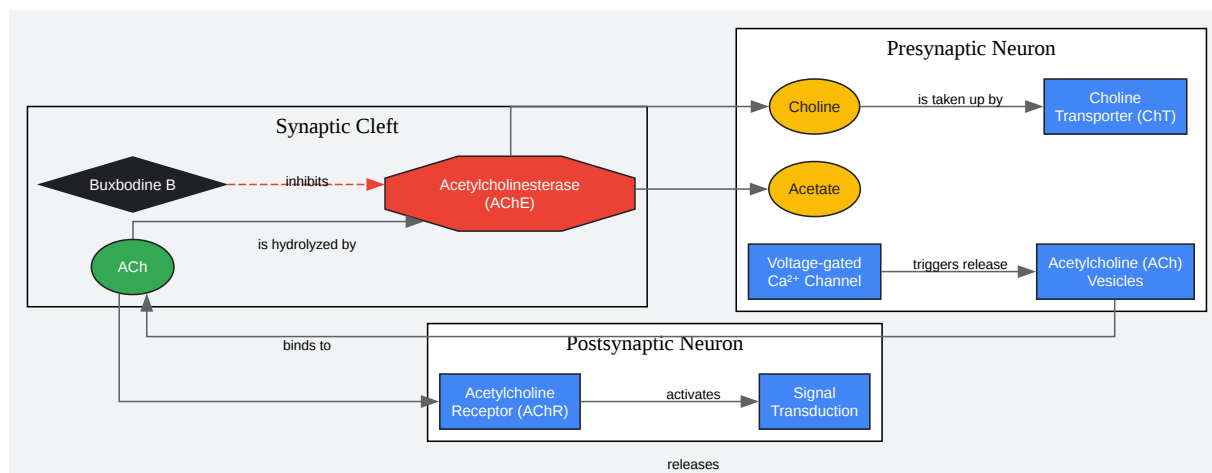 Presynaptic Neuron
Choline
is taken up by
Choline
Transporter (ChT)
Synaptic Cleft
Buxbodine B
inhibits
Acetylcholinesterase
(AChE)
Acetate
is hydrolyzed by
ACh
Voltage-gated
Ca²⁺ Channel
triggers release
Acetylcholine (ACh)
Vesicles
binds to
Postsynaptic Neuron
Acetylcholine
Receptor (AChR)
activates
Signal
Transduction
releases